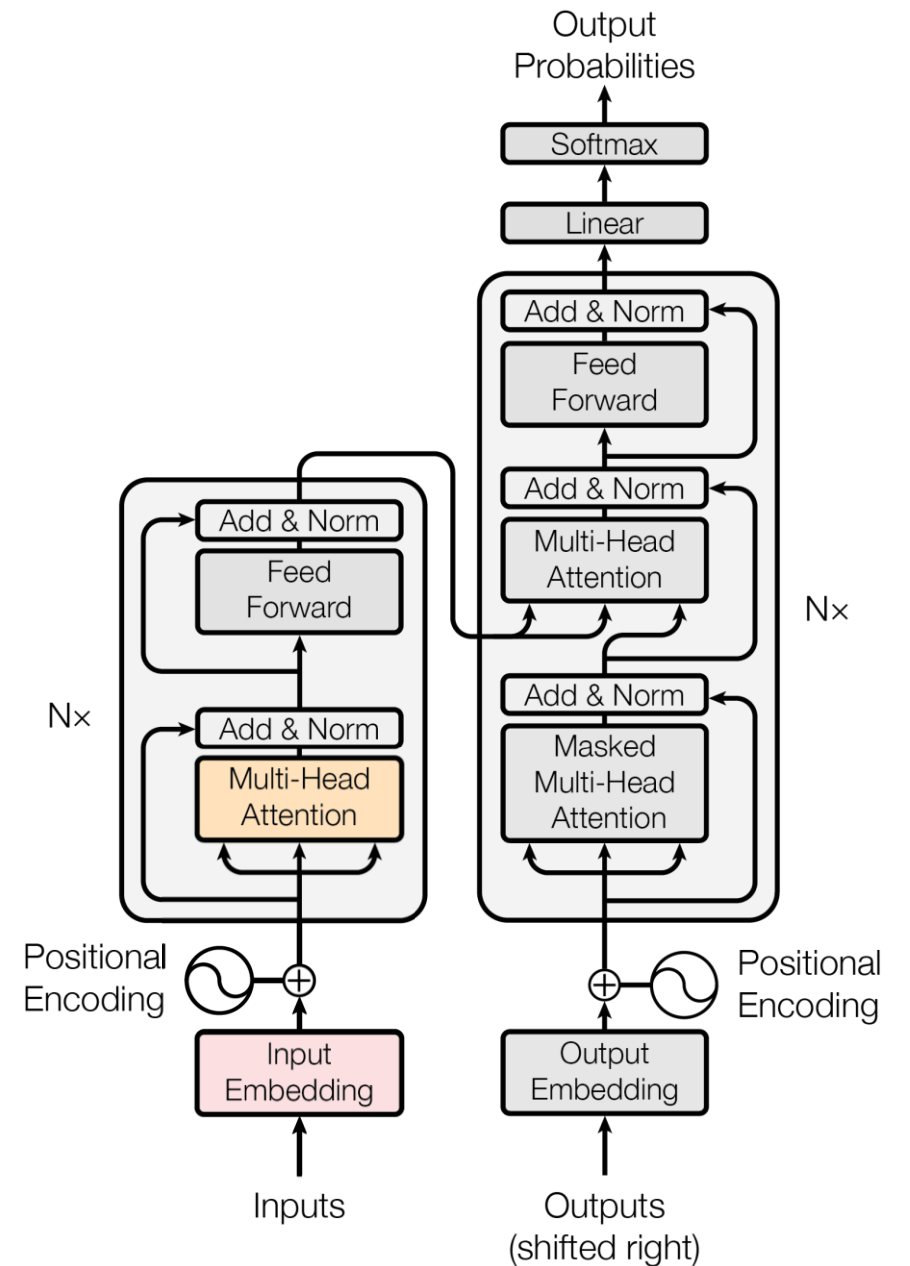 Output
Probabilities
Softmax
Linear
Add & Norm
Feed
Forward
Add & Norm
Multi-Head
Attention
N×
Add & Norm
Masked
Multi-Head
Attention
Add & Norm
Feed
Forward
N×
Add & Norm
Multi-Head
Attention
Positional
Encoding
Positional
Encoding
Input
Embedding
Output
Embedding
Inputs
Outputs
(shifted right)